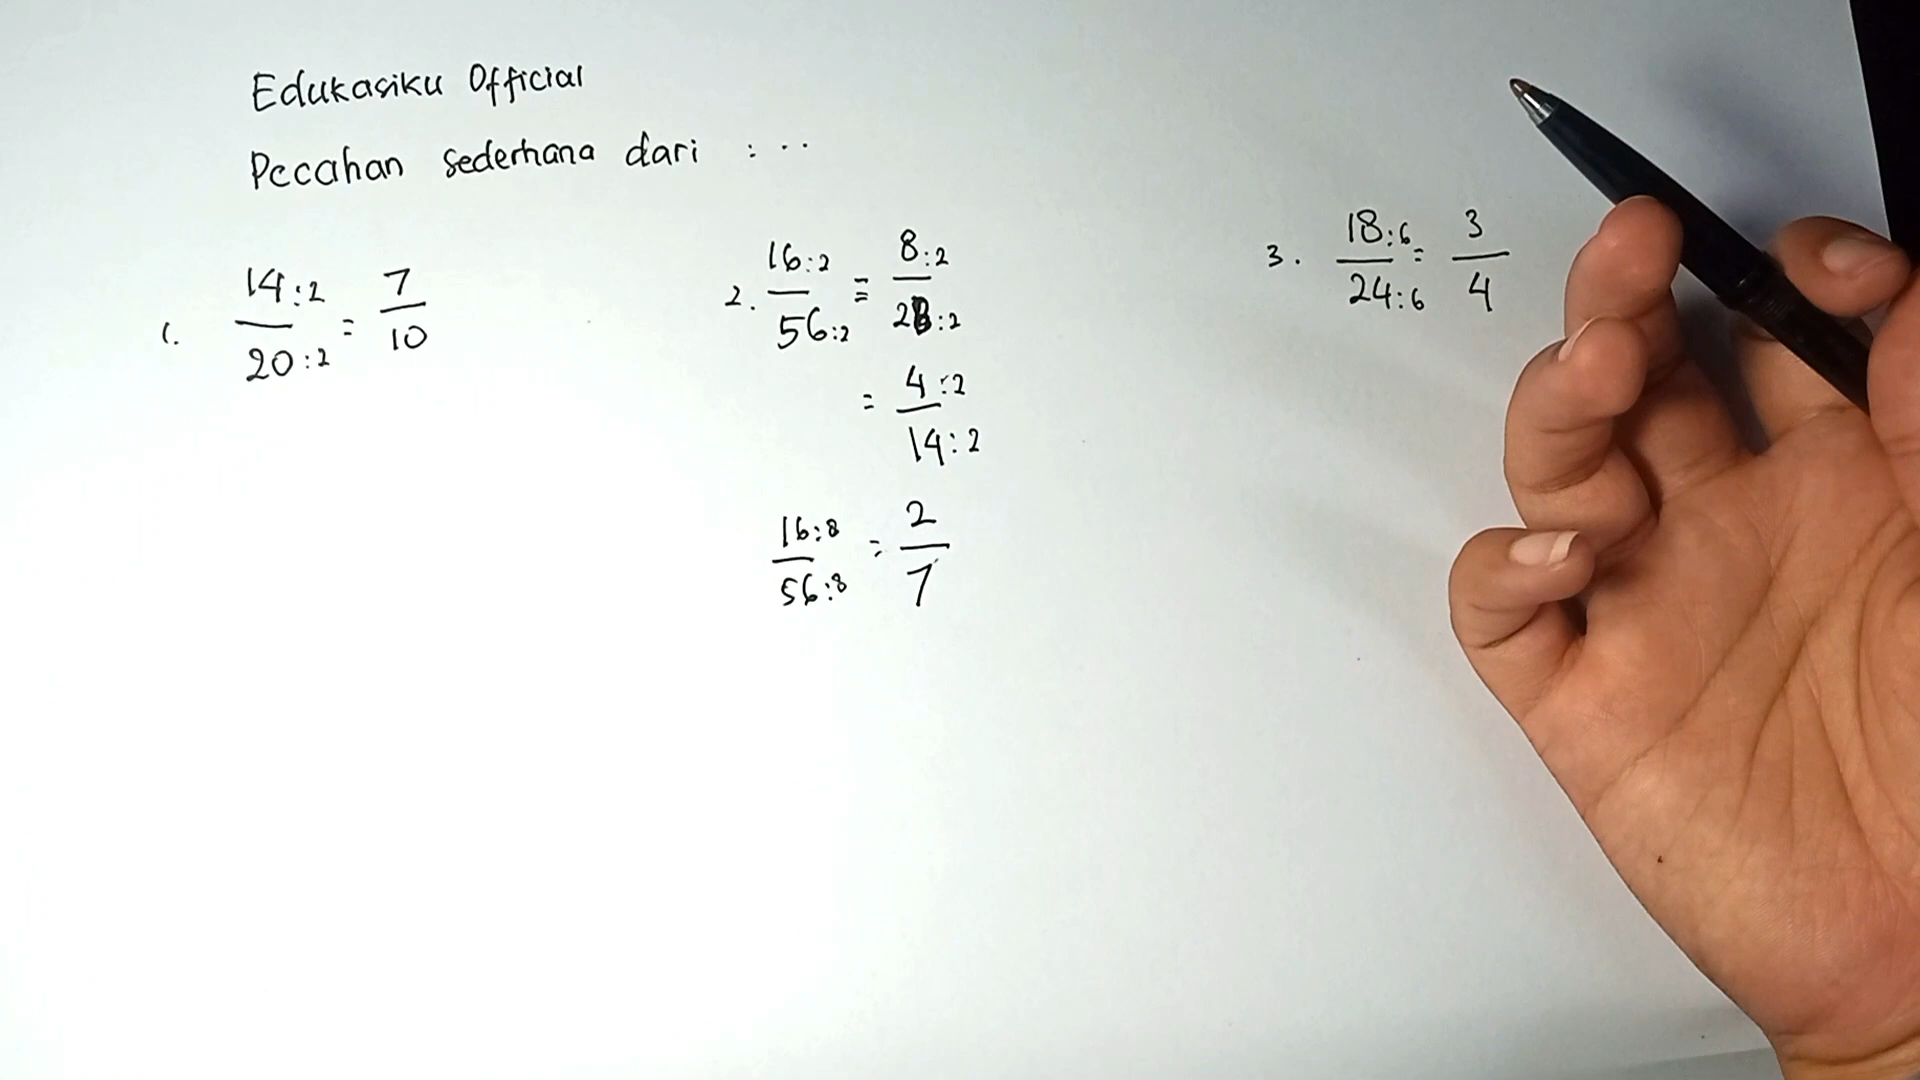 Edukasiku Official
Pecahan sederhana dari : ..
1. 14:2 / 20:2 = 7 / 10
2. 16:2 / 56:2 = 8:2 / 28:2
= 4:2 / 14:2
16:8 / 56:8 = 2 / 7
3. 18:6 / 24:6 = 3 / 4